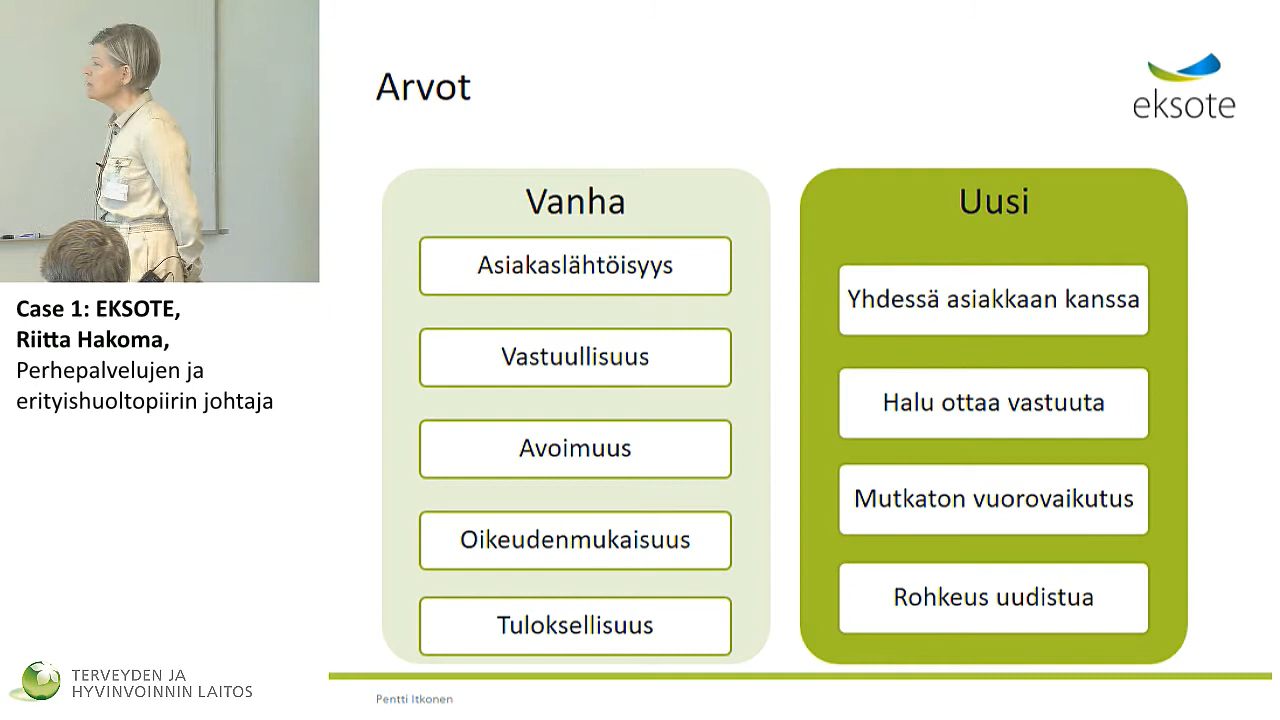 Arvot
eksote
Vanha
Asiakaslähtöisyys
Vastuullisuus
Avoimuus
Oikeudenmukaisuus
Tuloksellisuus
Uusi
Yhdessä asiakkaan kanssa
Halu ottaa vastuuta
Mutkaton vuorovaikutus
Rohkeus uudistua
Case 1: EKSOTE,
Riitta Hakoma,
Perhepalvelujen ja
erityishuoltopiirin johtaja
TERVEYDEN JA
HYVINVOINNIN LAITOS
Pentti Itkonen